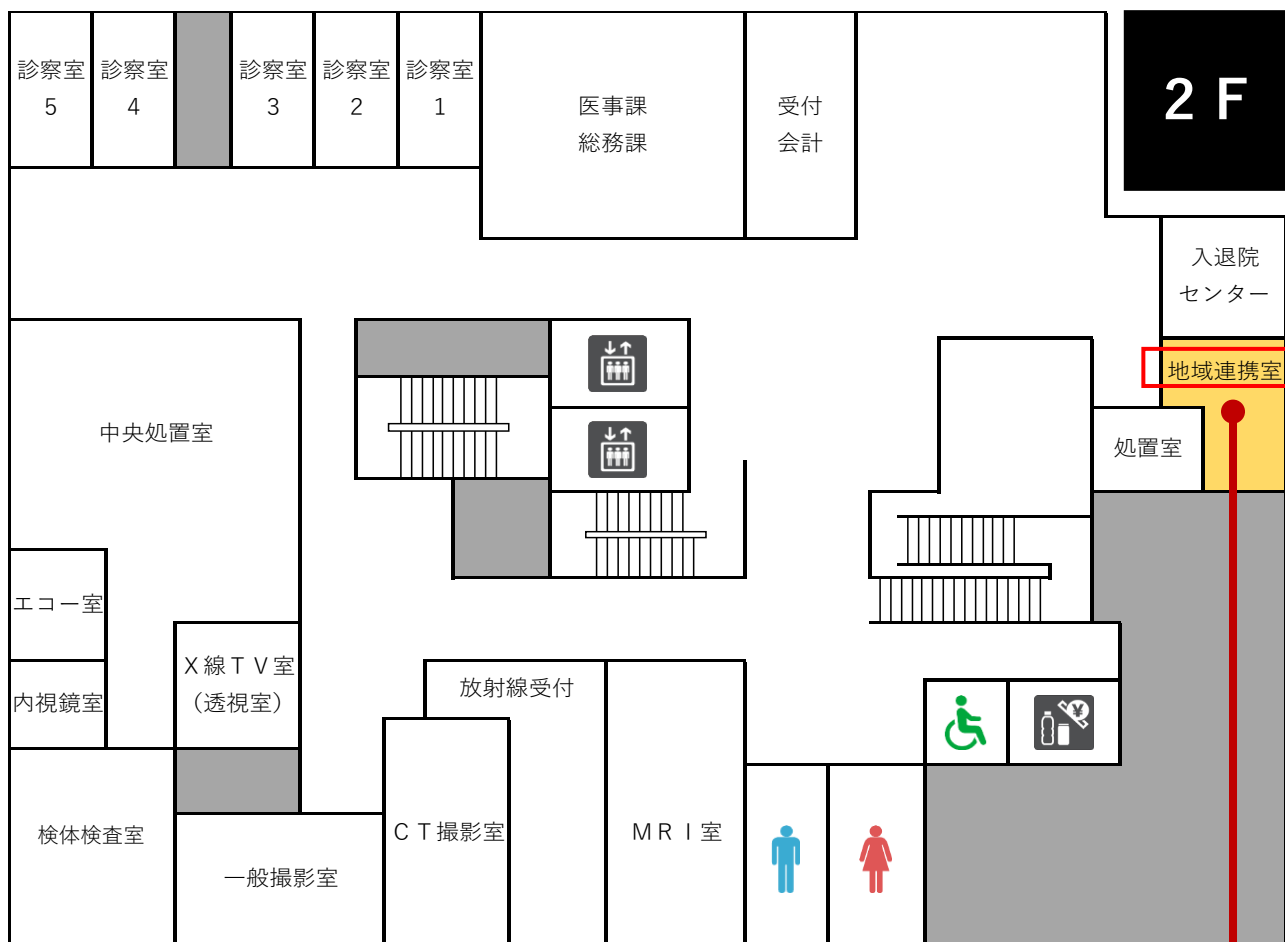 診察室
5
診察室
4
診察室
3
診察室
2
診察室
1
医事課
総務課
受付
会計
2F
入退院
センター
地域連携室
処置室
中央処置室
エコー室
内視鏡室
X線TV室
(透視室)
放射線受付
検体検査室
一般撮影室
CT撮影室
MRI室
¥